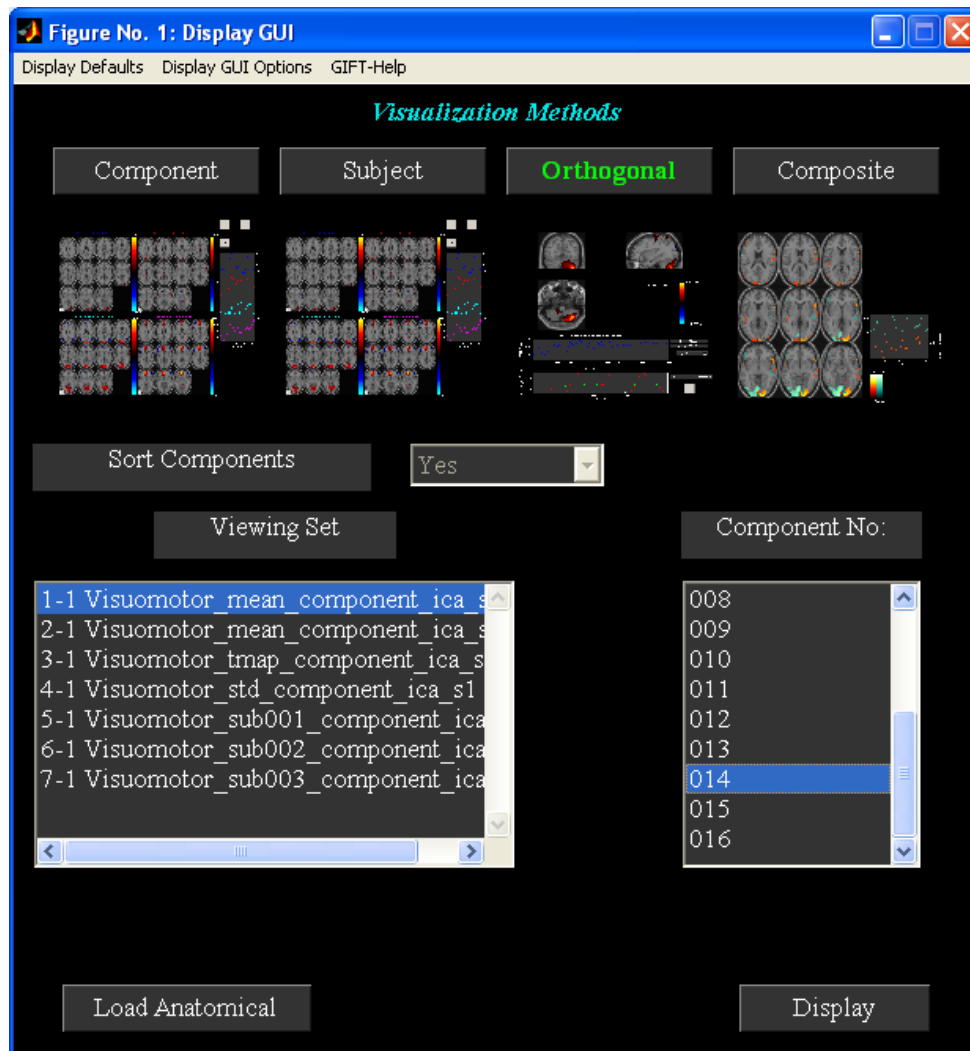 Figure No. 1: Display GUI
Display Defaults Display GUI Options GIFT-Help
Visualization Methods
Component Subject Orthogonal Composite
Sort Components Yes
Viewing Set Component No:
1-1 Visuomotor_mean_component_ica_s
2-1 Visuomotor_mean_component_ica_s
3-1 Visuomotor_tmap_component_ica_s
4-1 Visuomotor_std_component_ica_s1
5-1 Visuomotor_sub001_component_ica
6-1 Visuomotor_sub002_component_ica
7-1 Visuomotor_sub003_component_ica
008
009
010
011
012
013
014
015
016
Load Anatomical Display